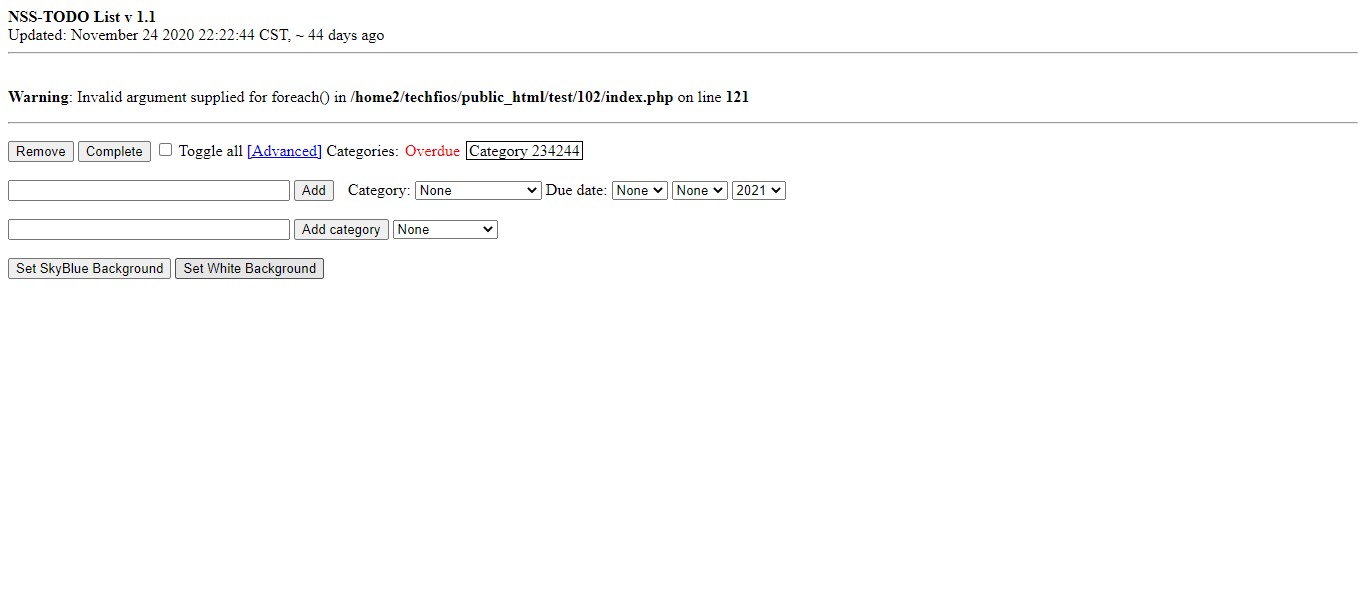 NSS-TODO List v 1.1
Updated: November 24 2020 22:22:44 CST, ~ 44 days ago
Warning: Invalid argument supplied for foreach() in /home2/techfios/public_html/test/102/index.php on line 121
Remove Complete Toggle all [Advanced] Categories: Overdue Category 234244
Add Category: None Due date: None None 2021
Add category None
Set SkyBlue Background Set White Background